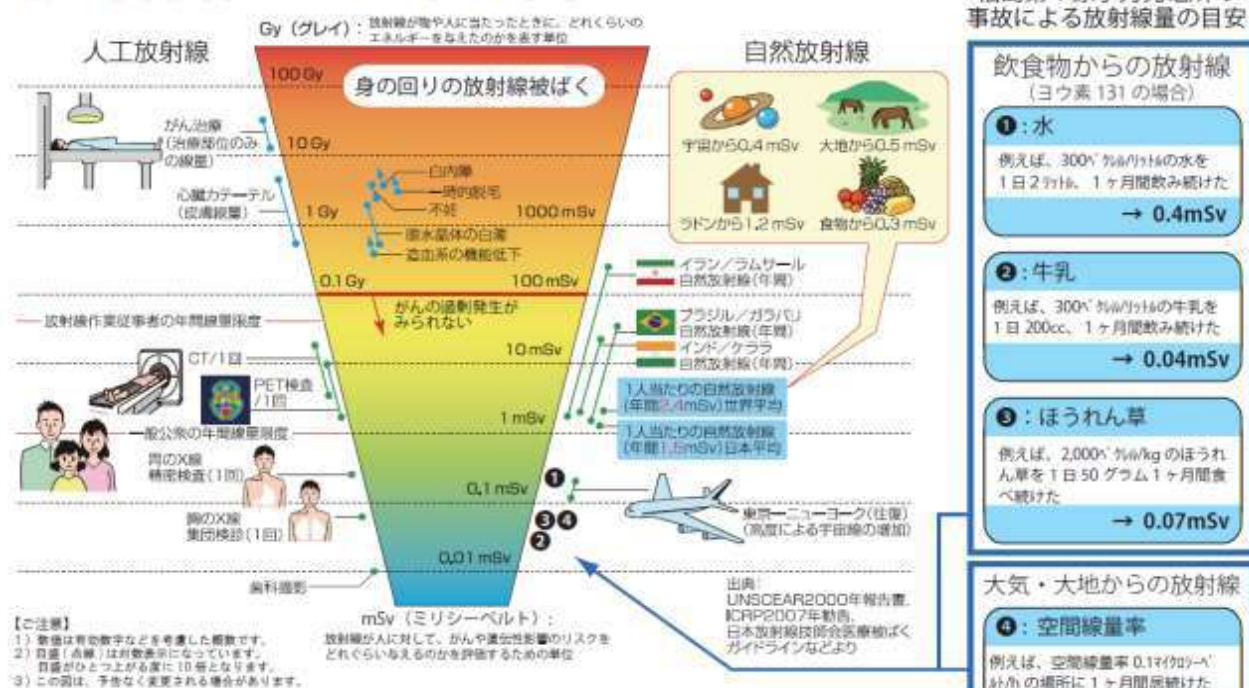 事故による放射線量の目安
Gy（グレイ）：放射線が物や人に当たったときに、どれくらいの
エネルギーを与えたのかを表す単位
人工放射線
身の回りの放射線被ばく
自然放射線
100 Gy
10 Gy
1 Gy
0.1 Gy
1000 mSv
100 mSv
10 mSv
1 mSv
0.1 mSv
0.01 mSv
がん治療
（治療部位のみ
の線量）
心臓カテーテル
（皮膚線量）
白内障
一時的脱毛
不妊
眼水晶体の白濁
造血系の機能低下
がんの過剰発生が
みられない
放射線作業従事者の年間線量限度
CT/1回
PET検査
/1回
一般公衆の年間線量限度
胃のX線
精密検査（1回）
胸のX線
集団検診（1回）
歯科撮影
宇宙から0.4 mSv
大地から0.5 mSv
ラドンから1.2 mSv
食物から0.3 mSv
イラン／ラムサール
自然放射線（年間）
ブラジル／ガラパリ
自然放射線（年間）
インド／ケララ
自然放射線（年間）
1人当たりの自然放射線
（年間2.4mSv）世界平均
1人当たりの自然放射線
（年間1.5mSv）日本平均
❶
❸❹
❷
東京ーニューヨーク（往復）
（高度による宇宙線の増加）
mSv（ミリシーベルト）：
放射線が人に対して、がんや遺伝性影響のリスクを
どれぐらい与えるのかを評価するための単位
出典：
UNSCEAR2000年報告書、
ICRP2007年勧告、
日本放射線技師会医療被ばく
ガイドラインなどより
【ご注意】
1）数値は有効数字などを考慮した概数です。
2）目盛（点線）は対数表示になっています。
目盛がひとつ上がる度に10倍となります。
3）この図は、予告なく変更される場合があります。
飲食物からの放射線
（ヨウ素 131 の場合）
❶：水
例えば、300ベクレル/リットルの水を
1日2リットル、1ヶ月間飲み続けた
→ 0.4mSv
❷：牛乳
例えば、300ベクレル/リットルの牛乳を
1日 200cc、1ヶ月間飲み続けた
→ 0.04mSv
❸：ほうれん草
例えば、2,000ベクレル/kg のほうれ
ん草を1日50グラム1ヶ月間食
べ続けた
→ 0.07mSv
大気・大地からの放射線
❹：空間線量率
例えば、空間線量率 0.1マイクロシーベ
ルト/h の場所に1ヶ月間居続けた